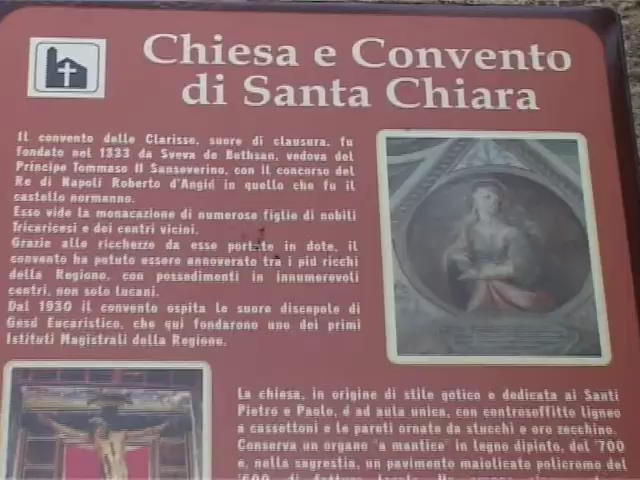 Chiesa e Convento
di Santa Chiara
Il convento delle Clarisse, suore di clausura, fu
fondato nel 1333 da Sveva de Bethsan, vedova del
Principe Tommaso II Sanseverino, con il concorso del
Re di Napoli Roberto d'Angiò in quello che fu il
castello normanno.
Esso vide la monacazione di numerose figlie di nobili
Tricaricesi e dei centri vicini.
Grazie alle ricchezze da esse portate in dote, il
convento ha potuto essere annoverato tra i più ricchi
della Regione, con possedimenti in innumerevoli
centri, non solo lucani.
Dal 1930 il convento ospita le suore discepole di
Gesù Eucaristico, che qui fondarono uno dei primi
Istituti Magistrali della Regione.
La chiesa, in origine di stile gotico e dedicata ai Santi
Pietro e Paolo, è ad aula unica, con controsoffitto ligneo
a cassettoni e le pareti ornate da stucchi e oro zecchino.
Conserva un organo "a mantice" in legno dipinto, del '700
e, nella sagrestia, un pavimento maiolicato policromo del
'600 di fattura locale.